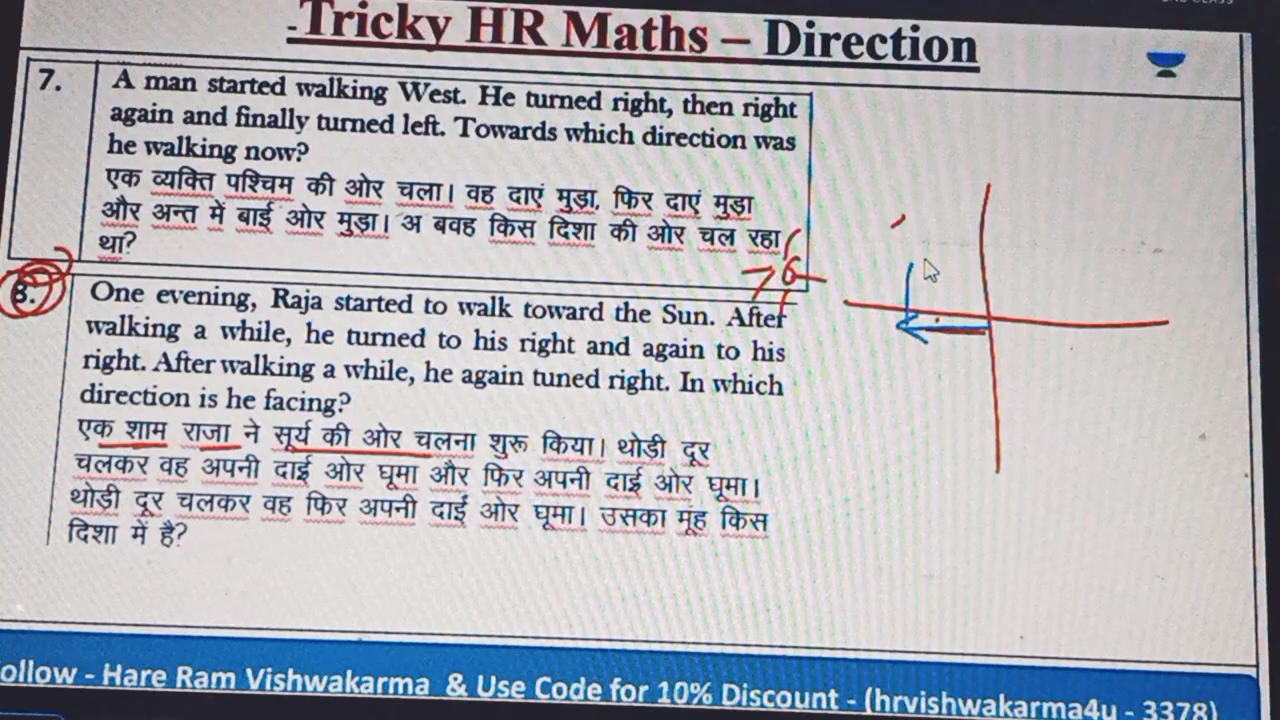 -Tricky HR Maths – Direction
7.
A man started walking West. He turned right, then right
again and finally turned left. Towards which direction was
he walking now?
एक व्यक्ति पश्चिम की ओर चला। वह दाएं मुड़ा, फिर दाएं मुड़ा
और अन्त में बाईं ओर मुड़ा। अ बवह किस दिशा की ओर चल रहा
था?
8.
One evening, Raja started to walk toward the Sun. After
walking a while, he turned to his right and again to his
right. After walking a while, he again tuned right. In which
direction is he facing?
एक शाम राजा ने सूर्य की ओर चलना शुरू किया। थोड़ी दूर
चलकर वह अपनी दाईं ओर घूमा और फिर अपनी दाईं ओर घूमा।
थोड़ी दूर चलकर वह फिर अपनी दाईं ओर घूमा। उसका मूंह किस
दिशा में है?
ollow - Hare Ram Vishwakarma & Use Code for 10% Discount - (hrvishwakarma4u - 3378)